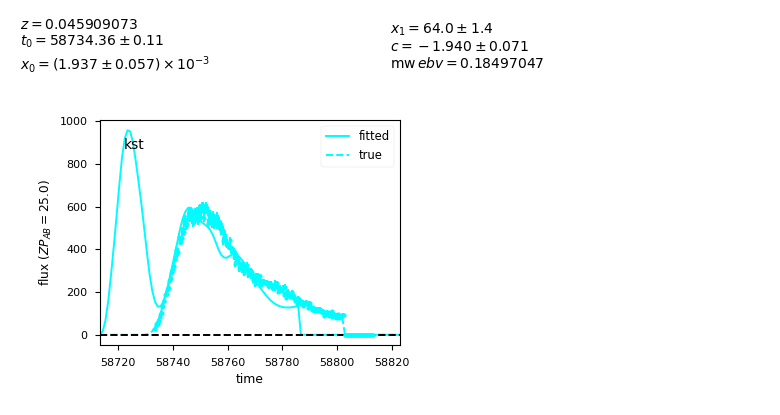 z = 0.045909073
t₀ = 58734.36 ± 0.11
x₀ = (1.937 ± 0.057) × 10⁻³
x₁ = 64.0 ± 1.4
c = −1.940 ± 0.071
mw ebv = 0.18497047
kst
fitted
true
flux (ZP_AB = 25.0)
1000
800
600
400
200
0
58720 58740 58760 58780 58800 58820
time